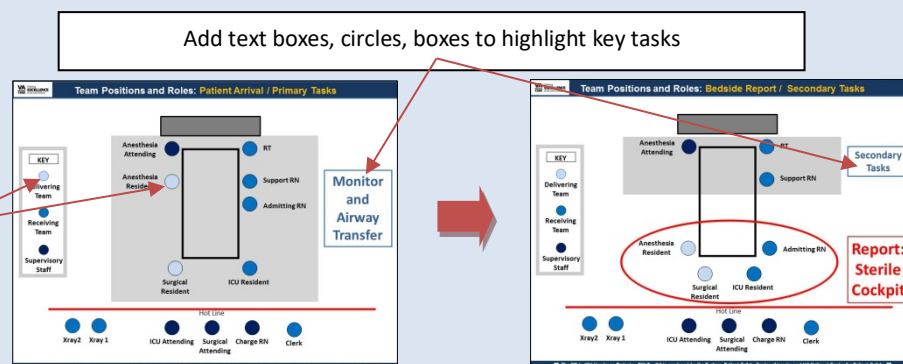 Add text boxes, circles, boxes to highlight key tasks
VA
Team Positions and Roles: Patient Arrival / Primary Tasks
KEY
Delivering
Team
Receiving
Team
Supervisory
Staff
Anesthesia
Attending
RT
Anesthesia
Resident
Support RN
Admitting RN
Surgical
Resident
ICU Resident
Monitor
and
Airway
Transfer
Hot Line
Xray2
Xray 1
ICU Attending
Surgical
Attending
Charge RN
Clerk
VA
Team Positions and Roles: Bedside Report / Secondary Tasks
KEY
Delivering
Team
Receiving
Team
Supervisory
Staff
Anesthesia
Attending
RT
Support RN
Secondary
Tasks
Anesthesia
Resident
Admitting RN
Surgical
Resident
ICU Resident
Report:
Sterile
Cockpit
Hot Line
Xray2
Xray 1
ICU Attending
Surgical
Attending
Charge RN
Clerk